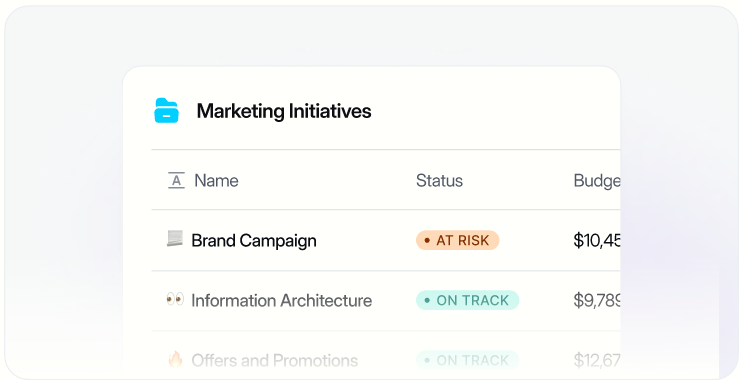 Marketing Initiatives
A Name Status Budge
Brand Campaign • AT RISK $10,45
Information Architecture • ON TRACK $9,789
Offers and Promotions • ON TRACK $12,67